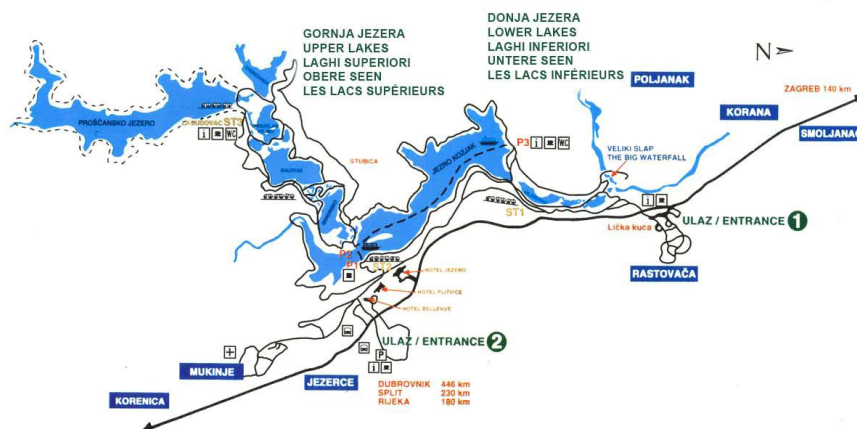 GORNJA JEZERA
UPPER LAKES
LAGHI SUPERIORI
OBERE SEEN
LES LACS SUPÉRIEURS
DONJA JEZERA
LOWER LAKES
LAGHI INFERIORI
UNTERE SEEN
LES LACS INFÉRIEURS
N
POLJANAK
ZAGREB 140 km
KORANA
SMOLJANAC
PROŠĆANSKO JEZERO
ST3
i WC
STUBICA
JEZERO KOZJAK
P3 i WC
VELIKI SLAP
THE BIG WATERFALL
i
ST1
ULAZ / ENTRANCE 1
Lička kuća
RASTOVAČA
P2
P1
ST2
HOTEL JEZERO
HOTEL PLITVICE
HOTEL BELLEVUE
ULAZ / ENTRANCE 2
P
i
MUKINJE
JEZERCE
KORENICA
DUBROVNIK 446 km
SPLIT 230 km
RIJEKA 180 km